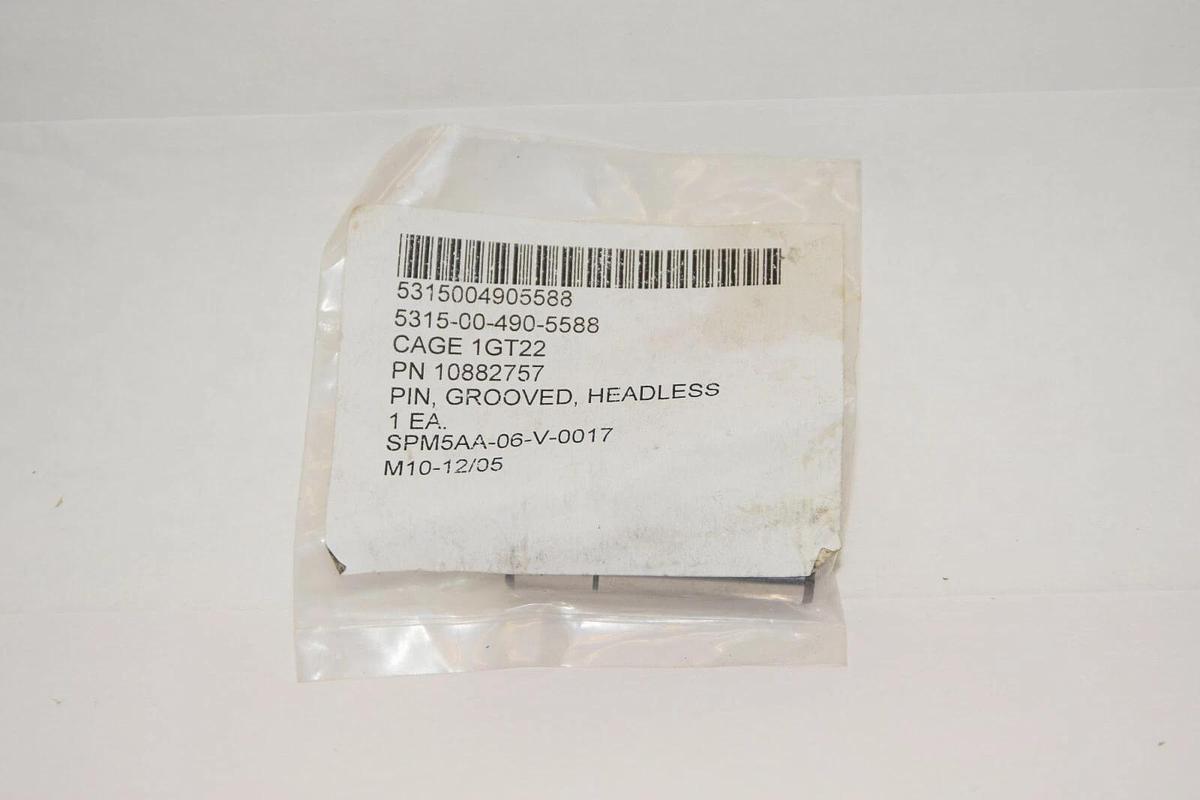 5315004905588
5315-00-490-5588
CAGE 1GT22
PN 10882757
PIN, GROOVED, HEADLESS
1 EA.
SPM5AA-06-V-0017
M10-12/05